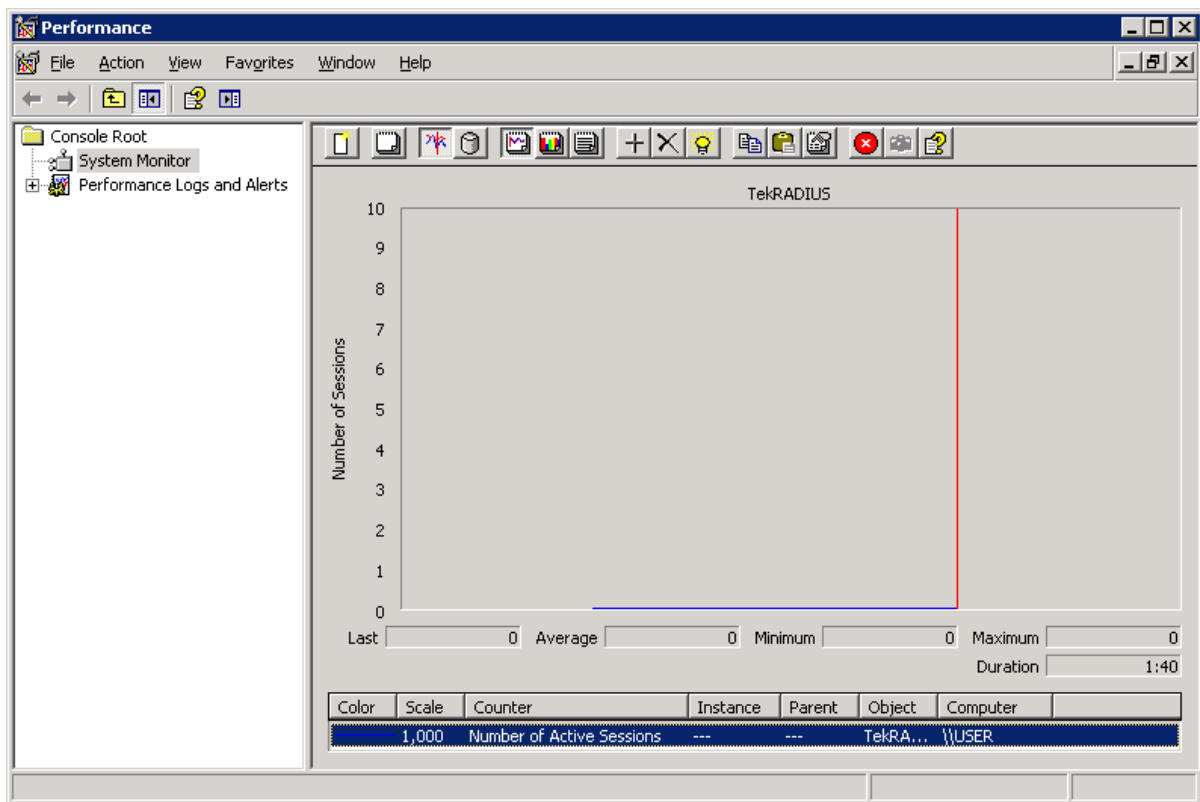 Performance
File Action View Favorites Window Help
Console Root
System Monitor
Performance Logs and Alerts
TekRADIUS
Number of Sessions
10
9
8
7
6
5
4
3
2
1
0
Last 0 Average 0 Minimum 0 Maximum 0
Duration 1:40
Color Scale Counter Instance Parent Object Computer
1,000 Number of Active Sessions --- --- TekRA... \\USER